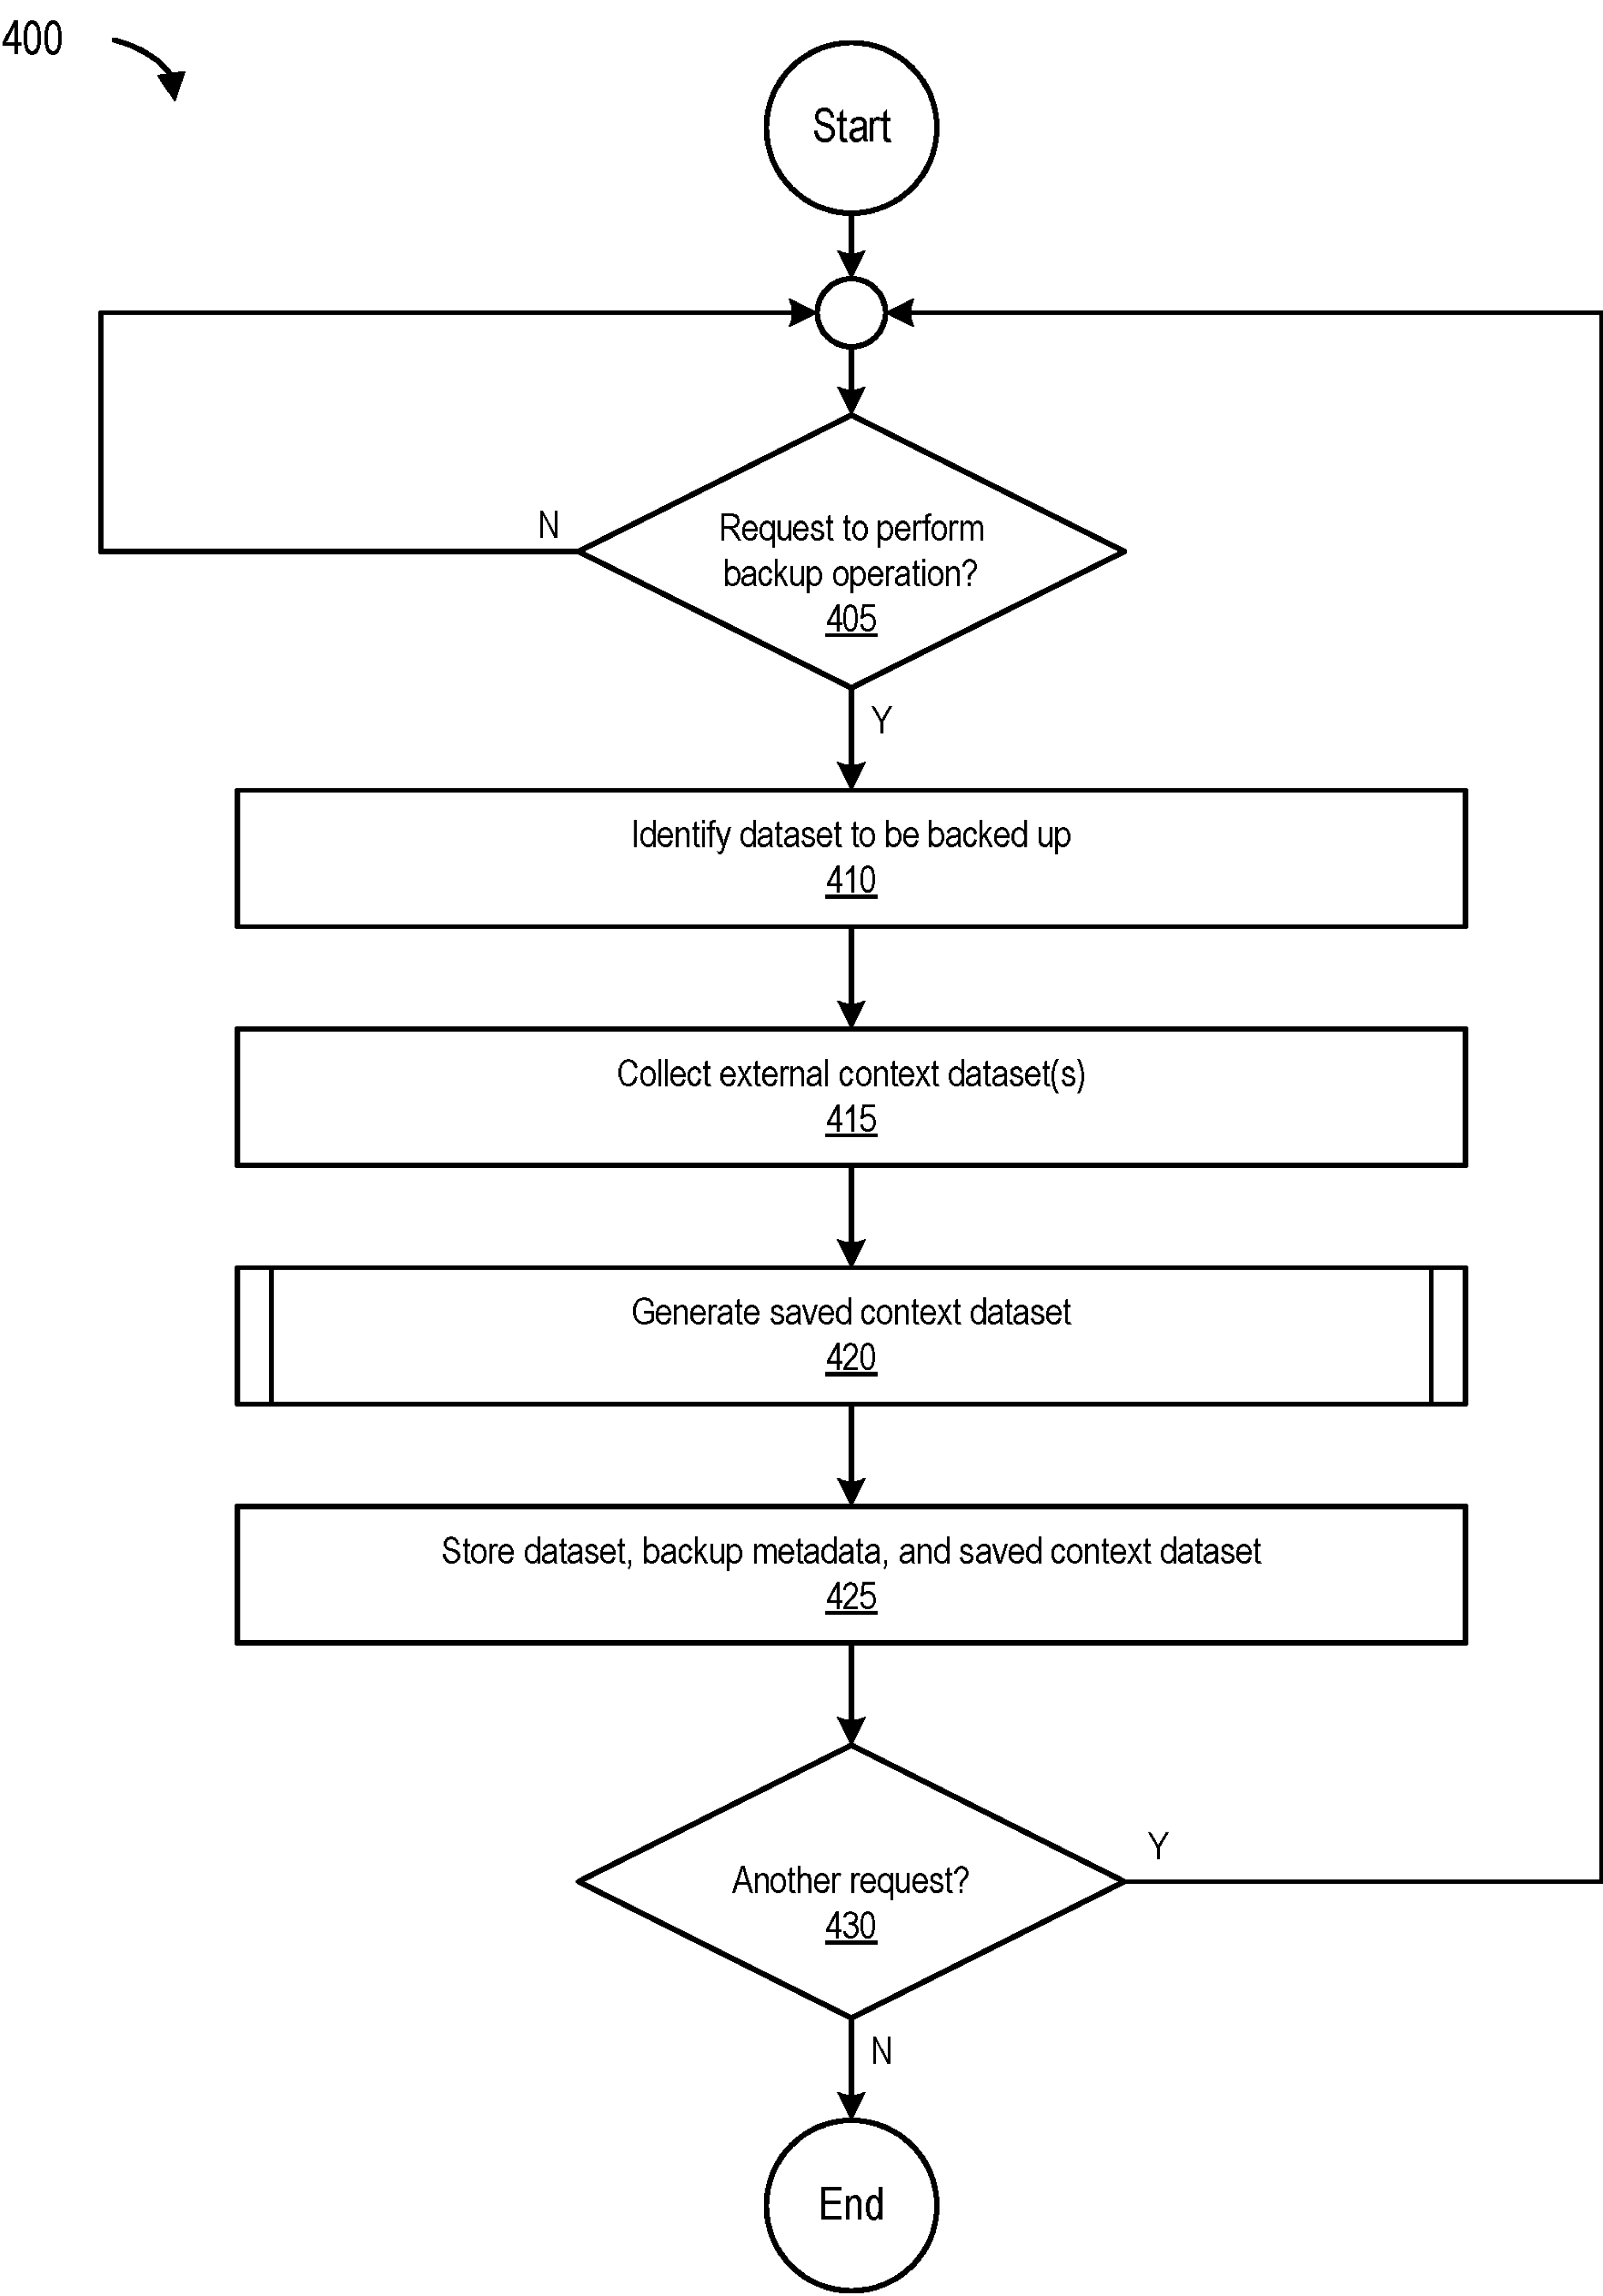 400
Start
N
Request to perform
backup operation?
405
Y
Identify dataset to be backed up
410
Collect external context dataset(s)
415
Generate saved context dataset
420
Store dataset, backup metadata, and saved context dataset
425
Y
Another request?
430
N
End